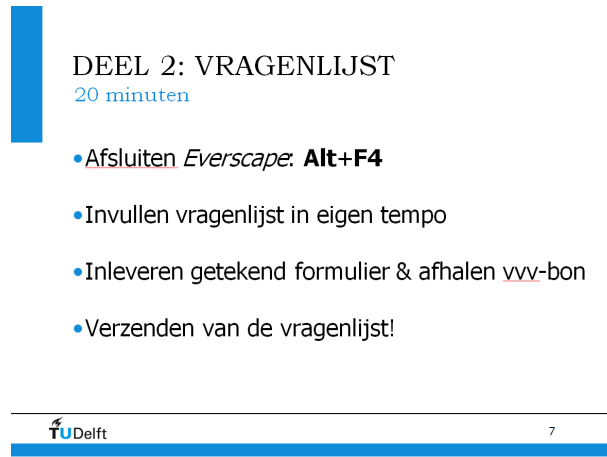 DEEL 2: VRAGENLIJST
20 minuten
•Afsluiten Everscape: Alt+F4
•Invullen vragenlijst in eigen tempo
•Inleveren getekend formulier & afhalen vvv-bon
•Verzenden van de vragenlijst!
TUDelft
7